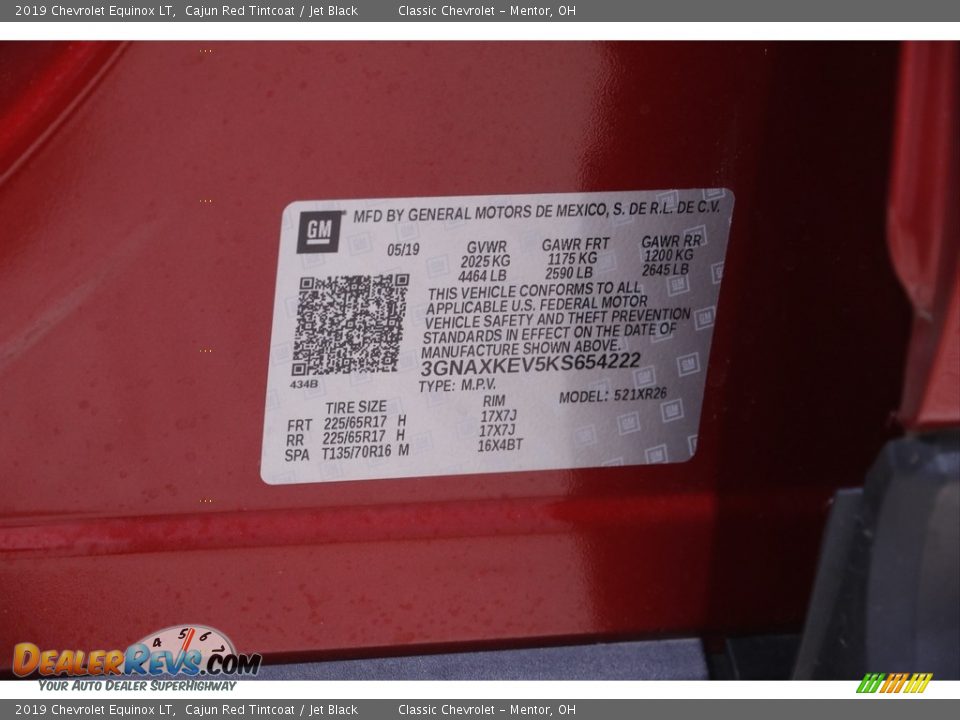 2019 Chevrolet Equinox LT, Cajun Red Tintcoat / Jet Black Classic Chevrolet - Mentor, OH
GM MFD BY GENERAL MOTORS DE MEXICO, S. DE R.L. DE C.V.
05/19 GVWR GAWR FRT GAWR RR
2025 KG 1175 KG 1200 KG
4464 LB 2590 LB 2645 LB
THIS VEHICLE CONFORMS TO ALL
APPLICABLE U.S. FEDERAL MOTOR
VEHICLE SAFETY AND THEFT PREVENTION
STANDARDS IN EFFECT ON THE DATE OF
MANUFACTURE SHOWN ABOVE.
3GNAXKEV5KS654222
434B
TYPE: M.P.V. MODEL: 521XR26
TIRE SIZE RIM
FRT 225/65R17 H 17X7J
RR 225/65R17 H 17X7J
SPA T135/70R16 M 16X4BT
4 5 6
DealerRevs.com
Your Auto Dealer SuperHighway
2019 Chevrolet Equinox LT, Cajun Red Tintcoat / Jet Black Classic Chevrolet - Mentor, OH